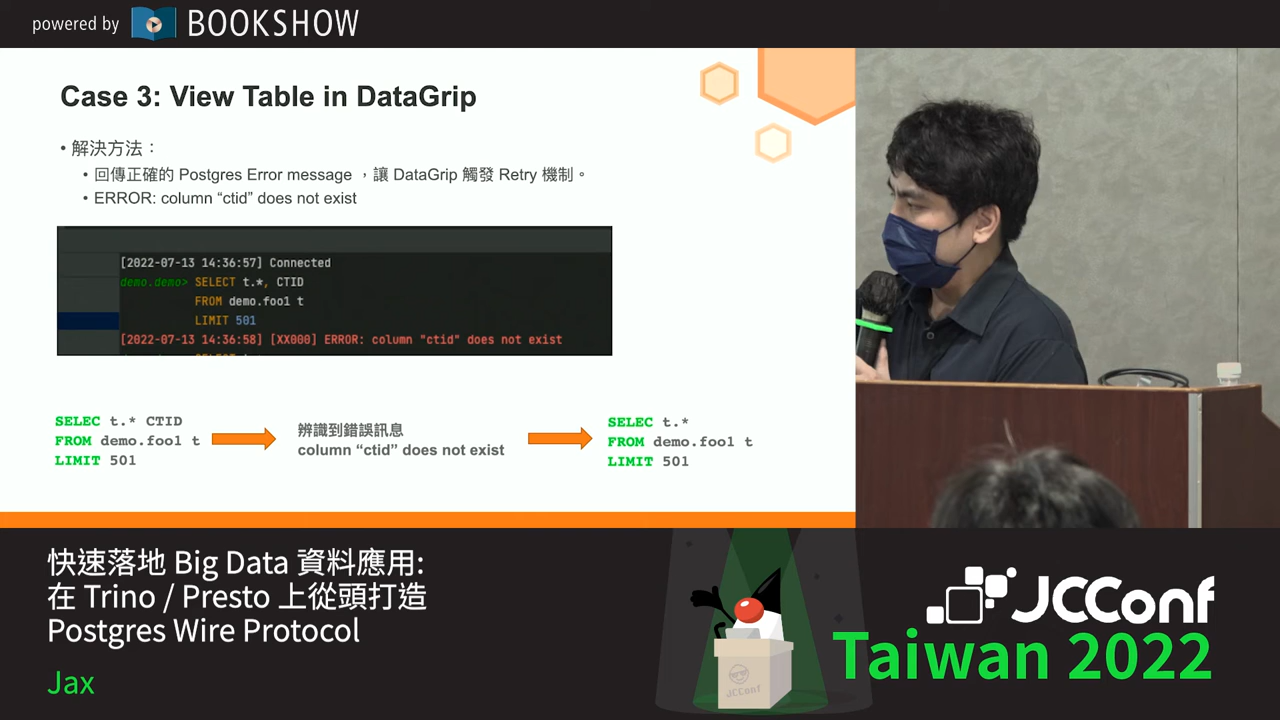 powered by BOOKSHOW
Case 3: View Table in DataGrip
• 解決方法：
• 回傳正確的 Postgres Error message ，讓 DataGrip 觸發 Retry 機制。
• ERROR: column “ctid” does not exist
[2022-07-13 14:36:57] Connected
demo.demo> SELECT t.*, CTID
FROM demo.foo1 t
LIMIT 501
[2022-07-13 14:36:58] [XX000] ERROR: column "ctid" does not exist
SELEC t.* CTID
FROM demo.foo1 t
LIMIT 501
辨識到錯誤訊息
column “ctid” does not exist
SELEC t.*
FROM demo.foo1 t
LIMIT 501
快速落地 Big Data 資料應用:
在 Trino / Presto 上從頭打造
Postgres Wire Protocol
Jax
JCConf
JCConf
Taiwan 2022